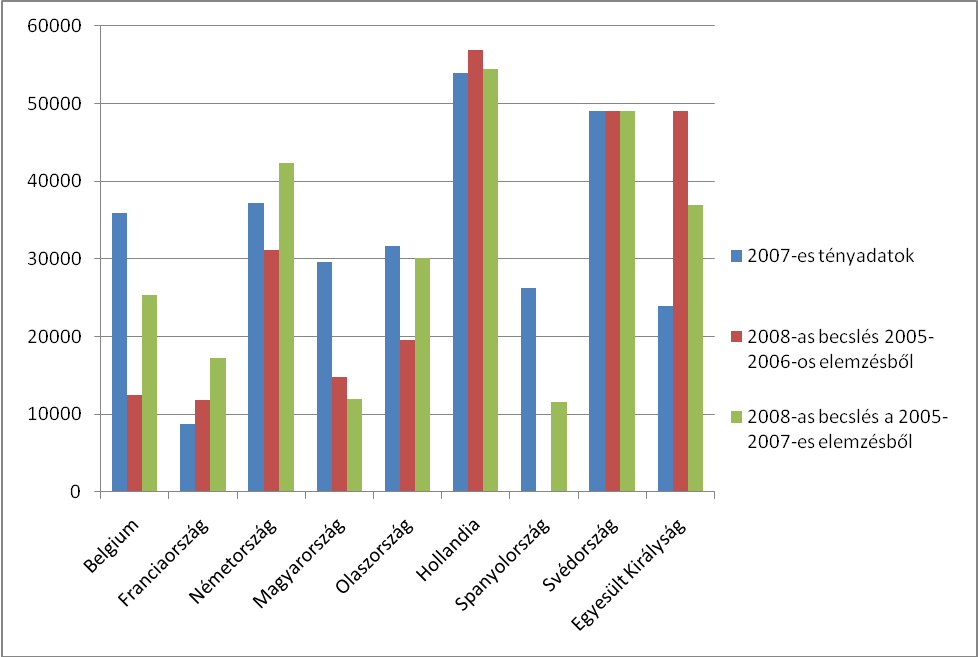 60000
50000
40000
30000
20000
10000
0
Belgium
Franciaország
Németország
Magyarország
Olaszország
Hollandia
Spanyolország
Svédország
Egyesült Királyság
2007-es tényadatok
2008-as becslés 2005-
2006-os elemzésből
2008-as becslés a 2005-
2007-es elemzésből